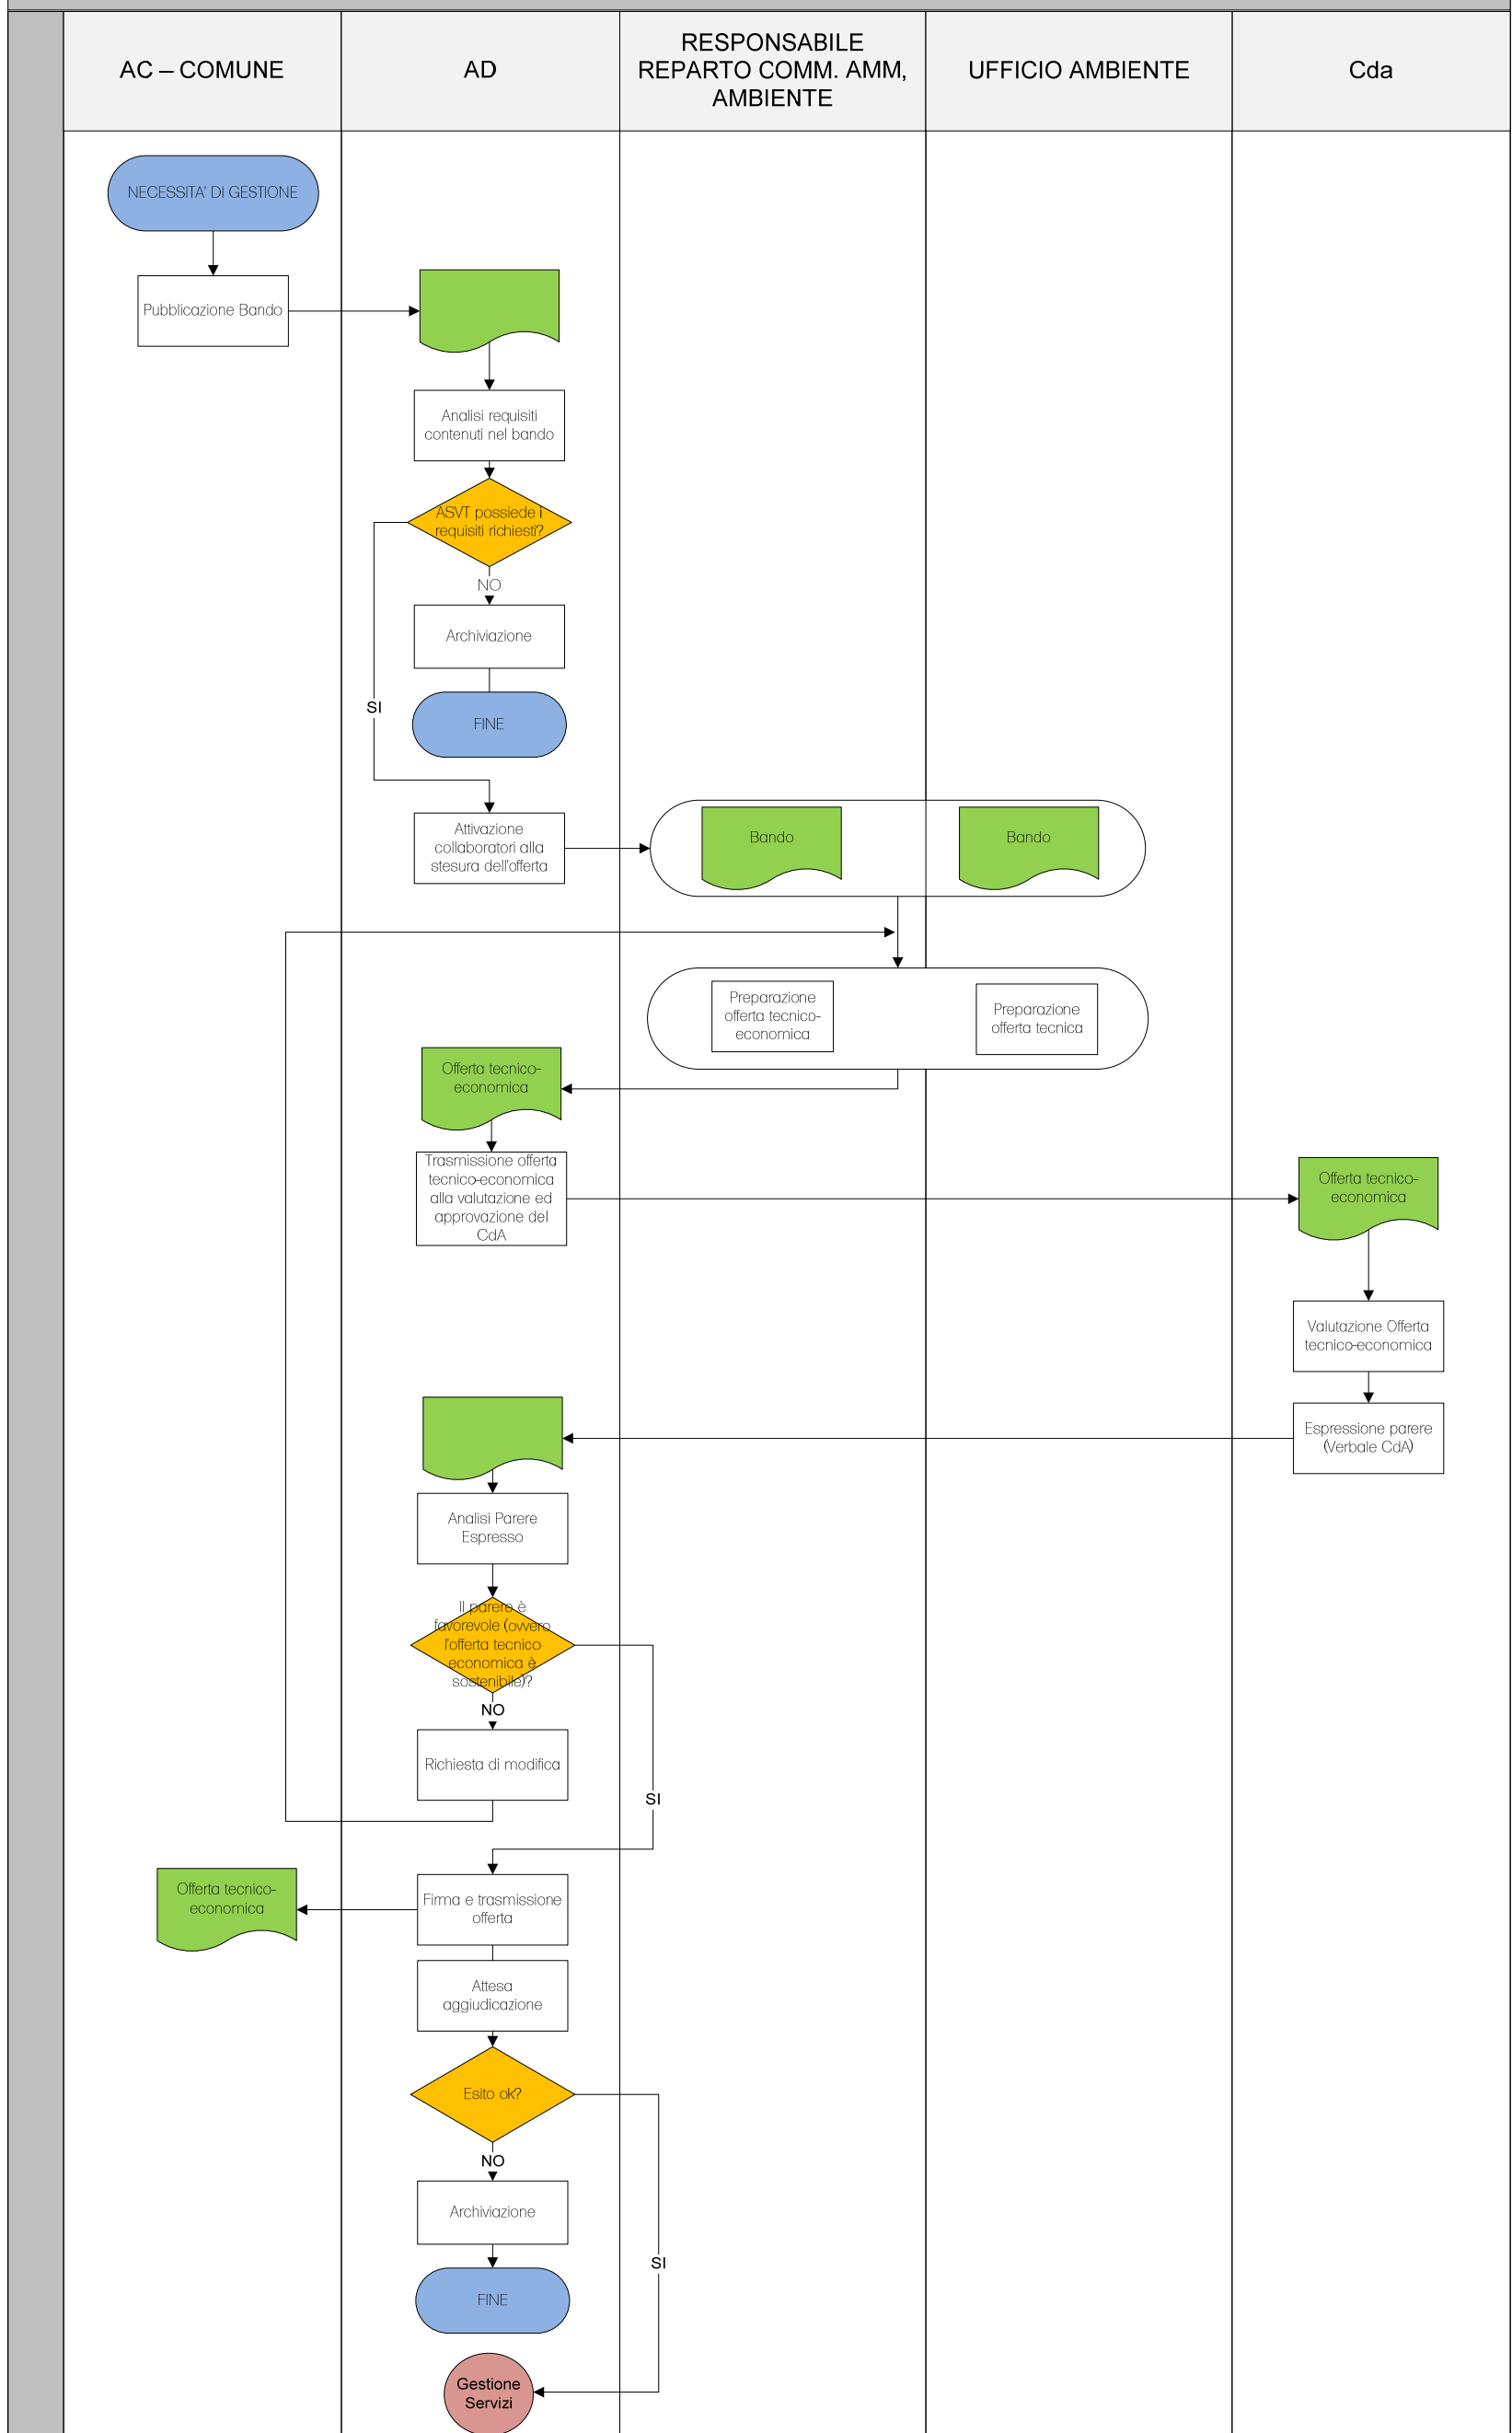 AC – COMUNE
AD
RESPONSABILE
REPARTO COMM. AMM,
AMBIENTE
UFFICIO AMBIENTE
Cda
NECESSITA' DI GESTIONE
Pubblicazione Bando
Analisi requisiti
contenuti nel bando
ASVT possiede i
requisiti richiesti?
NO
Archiviazione
SI
FINE
Attivazione
collaboratori alla
stesura dell'offerta
Bando
Bando
Preparazione
offerta tecnico-
economica
Preparazione
offerta tecnica
Offerta tecnico-
economica
Trasmissione offerta
tecnico-economica
alla valutazione ed
approvazione del
CdA
Offerta tecnico-
economica
Valutazione Offerta
tecnico-economica
Espressione parere
(Verbale CdA)
Analisi Parere
Espresso
Il parere è
favorevole (ovvero
l'offerta tecnico
economica è
sostenibile)?
NO
Richiesta di modifica
SI
Offerta tecnico-
economica
Firma e trasmissione
offerta
Attesa
aggiudicazione
Esito ok?
NO
Archiviazione
SI
FINE
Gestione
Servizi